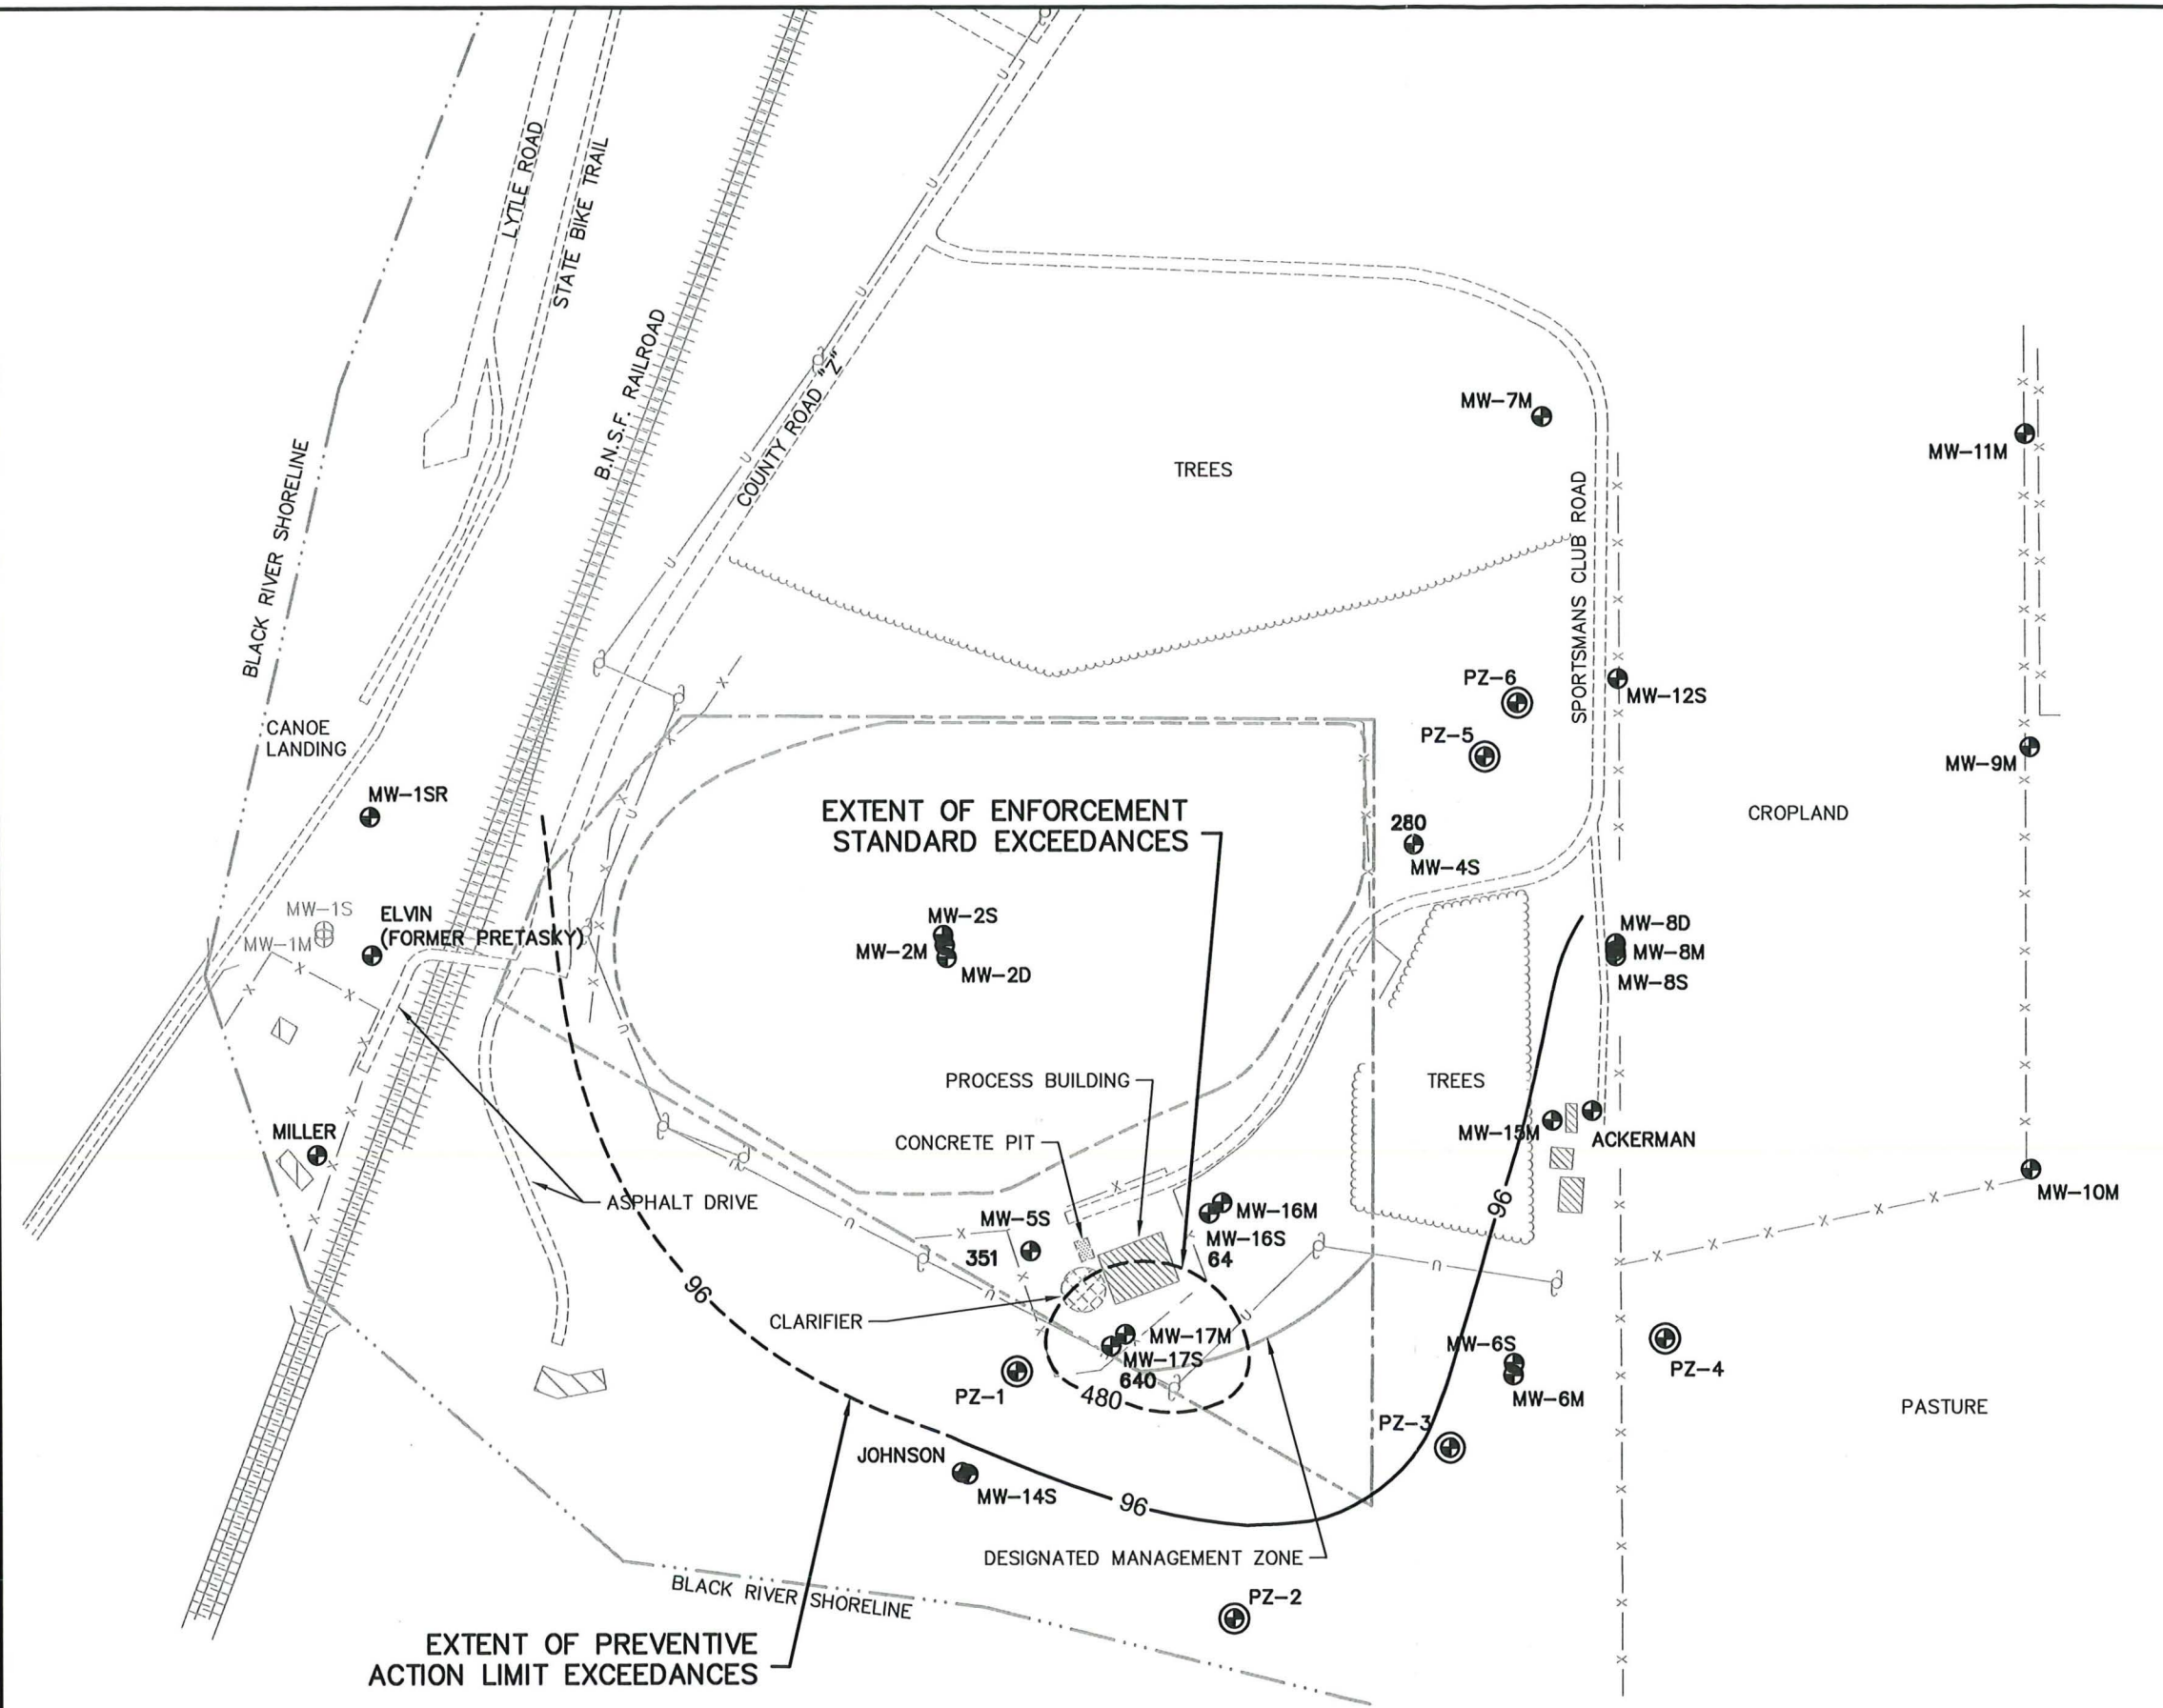 LYTLE ROAD
STATE BIKE TRAIL
B.N.S.F. RAILROAD
COUNTY ROAD "Z"
BLACK RIVER SHORELINE
TREES
MW-7M
MW-11M
SPORTSMANS CLUB ROAD
PZ-6
MW-12S
PZ-5
MW-9M
CANOE
LANDING
MW-1SR
EXTENT OF ENFORCEMENT
STANDARD EXCEEDANCES
280
MW-4S
CROPLAND
MW-1S
MW-1M
ELVIN
(FORMER PRETASKY)
MW-2S
MW-2M
MW-2D
MW-8D
MW-8M
MW-8S
PROCESS BUILDING
TREES
CONCRETE PIT
MILLER
MW-15M
ACKERMAN
ASPHALT DRIVE
MW-10M
MW-5S
351
MW-16M
MW-16S
64
96
96
CLARIFIER
MW-17M
MW-17S
640
480
PZ-1
MW-6S
MW-6M
PZ-4
PZ-3
PASTURE
JOHNSON
MW-14S
96
DESIGNATED MANAGEMENT ZONE
BLACK RIVER SHORELINE
PZ-2
EXTENT OF PREVENTIVE
ACTION LIMIT EXCEEDANCES